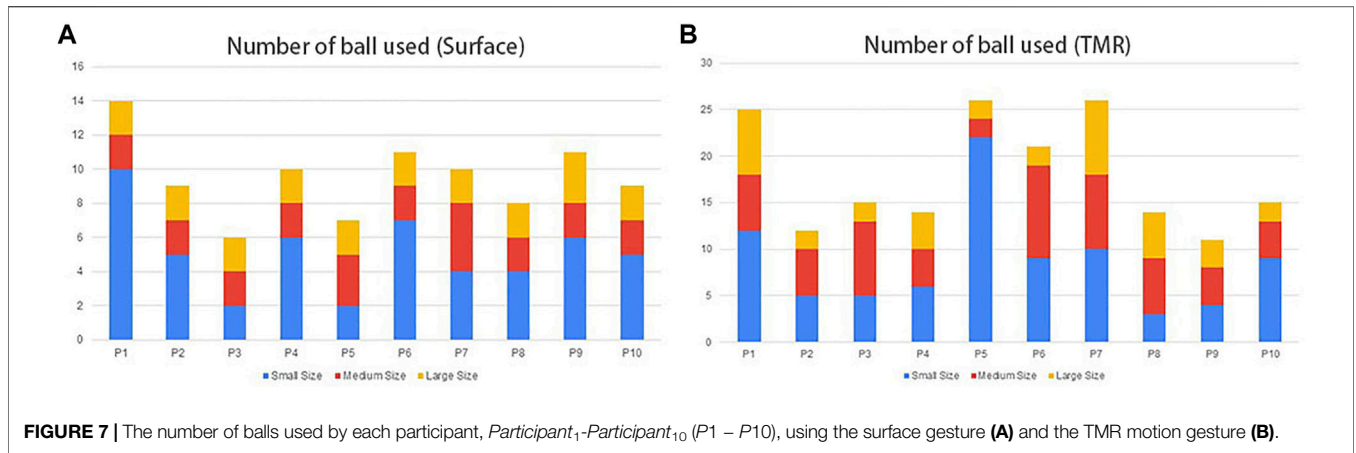 A
Number of ball used (Surface)
16
14
12
10
8
6
4
2
0
P1 P2 P3 P4 P5 P6 P7 P8 P9 P10
Small Size Medium Size Large Size
B
Number of ball used (TMR)
30
25
20
15
10
5
0
P1 P2 P3 P4 P5 P6 P7 P8 P9 P10
Small Size Medium Size Large Size
FIGURE 7 | The number of balls used by each participant, Participant₁-Participant₁₀ (P1 – P10), using the surface gesture (A) and the TMR motion gesture (B).